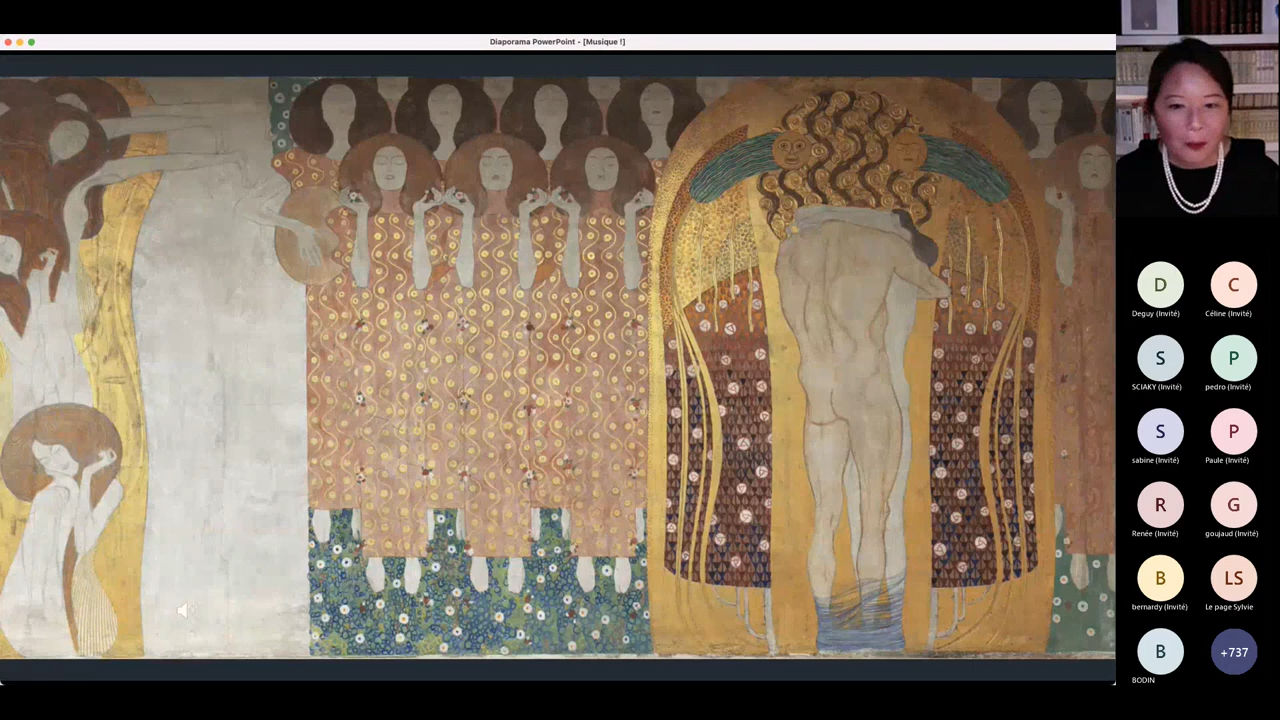 Diaporama PowerPoint - [Musique !]
D
Deguy (Invité)
C
Céline (Invité)
S
SCIAKY (Invité)
P
pedro (Invité)
S
sabine (Invité)
P
Paule (Invité)
R
Renée (Invité)
G
goujaud (Invité)
B
bernardy (Invité)
LS
Le page Sylvie
B
BODIN
+737